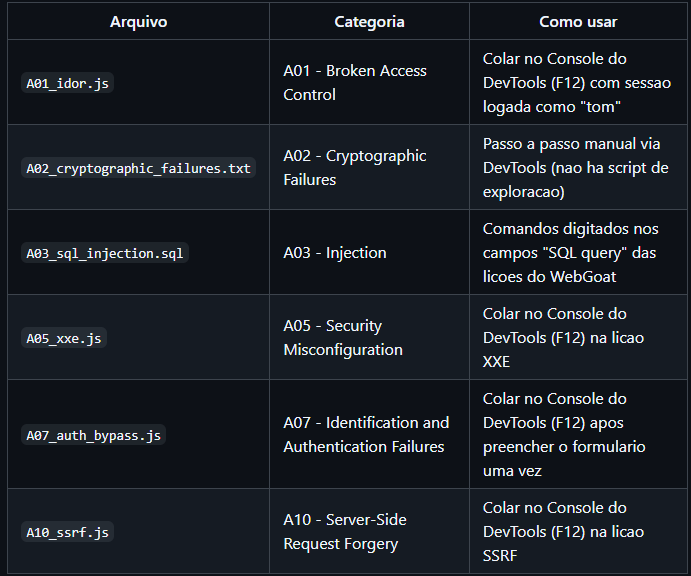 Arquivo
Categoria
Como usar
A01_idor.js
A01 - Broken Access
Control
Colar no Console do
DevTools (F12) com sessao
logada como "tom"
A02_cryptographic_failures.txt
A02 - Cryptographic
Failures
Passo a passo manual via
DevTools (nao ha script de
exploracao)
A03_sql_injection.sql
A03 - Injection
Comandos digitados nos
campos "SQL query" das
licoes do WebGoat
A05_xxe.js
A05 - Security
Misconfiguration
Colar no Console do
DevTools (F12) na licao
XXE
A07_auth_bypass.js
A07 - Identification and
Authentication Failures
Colar no Console do
DevTools (F12) apos
preencher o formulario
uma vez
A10_ssrf.js
A10 - Server-Side
Request Forgery
Colar no Console do
DevTools (F12) na licao
SSRF